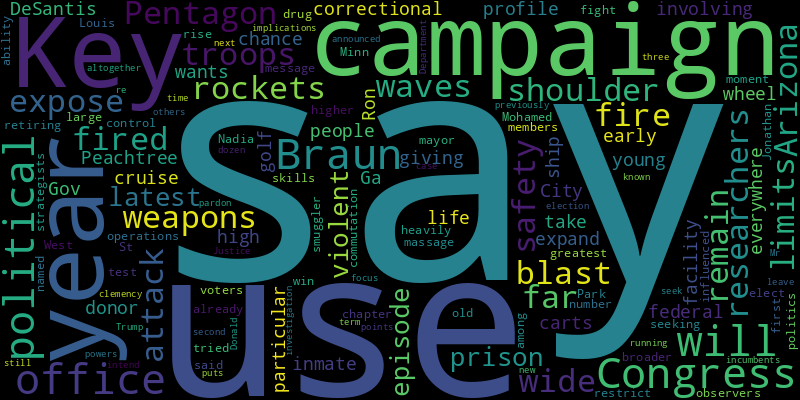 DeSantis
Louis
Pentagon
drug
correctional
profile
fight
involving
ability
rise
troops
next
implications
chance
announced
Minn
Department
campaign
Key
altogether
wants
message
re
time
others
rockets
waves
shoulder
three
moment
wheel
Arizona
expose
retiring
large
control
fired
Peachtree
Nadia
dozen
higher
golf
people
Ron
mayor
giving
case
previously
Mohamed
members
fire
early
young
known
researchers
Jonathan
everywhere
limits
political
strategists
Gov
year
cruise
latest
Braun
skills
Ga
violent
say
safety
ship
City
take
expand
greatest
remain
weapons
West
St
operations
pardon
high
smuggler
commutation
life
heavily
massage
election
named
test
attack
clemency
donor
Trump
powers
still
intend
office
voters
already
second
tried
said
puts
Justice
Donald
use
win
focus
chapter
term
points
particular
investigation
inmate
episode
old
among
new
prison
blast
far
Park
number
carts
wide
facility
influenced
federal
seeking
seek
Mr
leave
elect
first
politics
running
broader
incumbents
will
Congress
restrict
observers